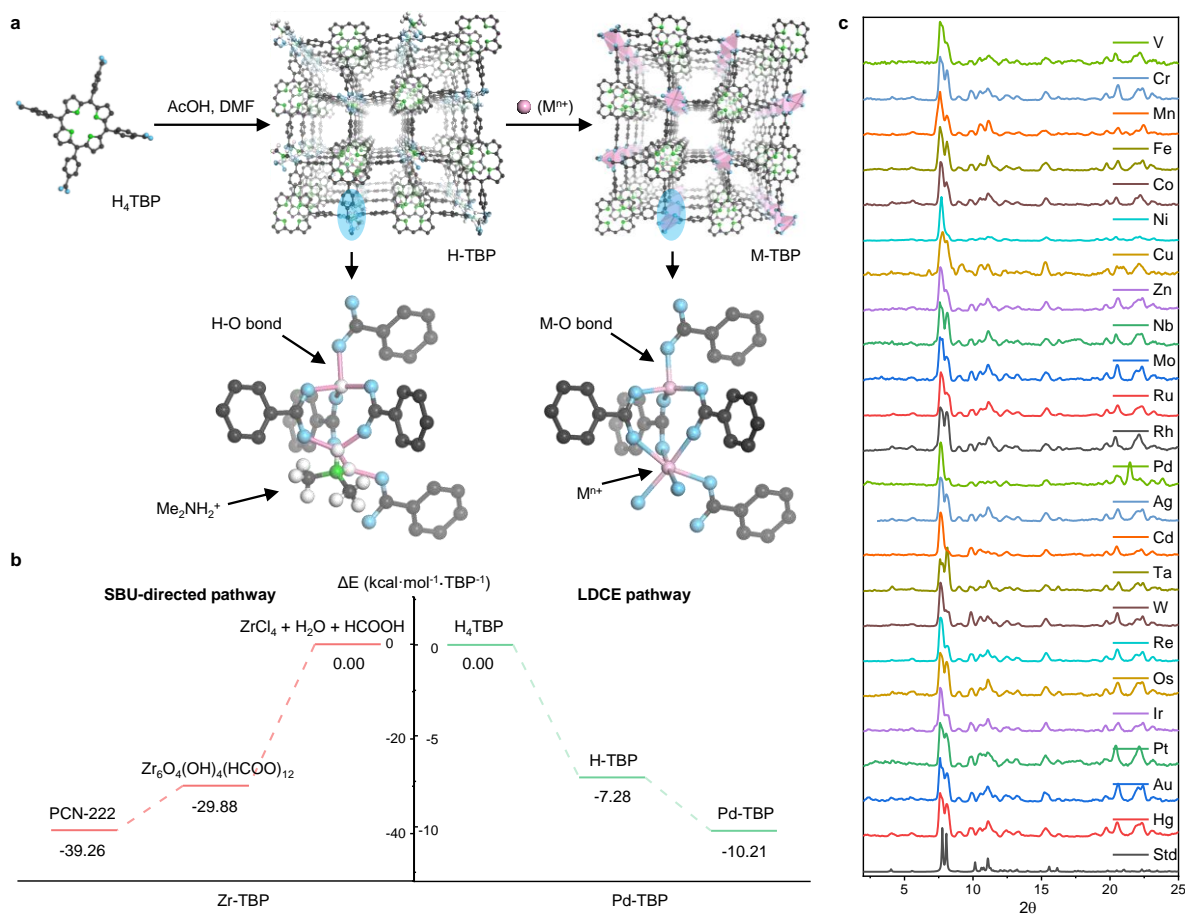 a
AcOH, DMF
(Mⁿ⁺)
H₄TBP
H-TBP
M-TBP
H-O bond
M-O bond
Me₂NH₂⁺
Mⁿ⁺
b
ΔE (kcal·mol⁻¹·TBP⁻¹)
SBU-directed pathway
LDCE pathway
ZrCl₄ + H₂O + HCOOH
0.00
Zr₆O₄(OH)₄(HCOO)₁₂
-29.88
PCN-222
-39.26
0
-20
-40
0
-5
-10
H₄TBP
0.00
H-TBP
-7.28
Pd-TBP
-10.21
Zr-TBP
Pd-TBP
c
V
Cr
Mn
Fe
Co
Ni
Cu
Zn
Nb
Mo
Ru
Rh
Pd
Ag
Cd
Ta
W
Re
Os
Ir
Pt
Au
Hg
Std
5 10 15 20 25
2θ